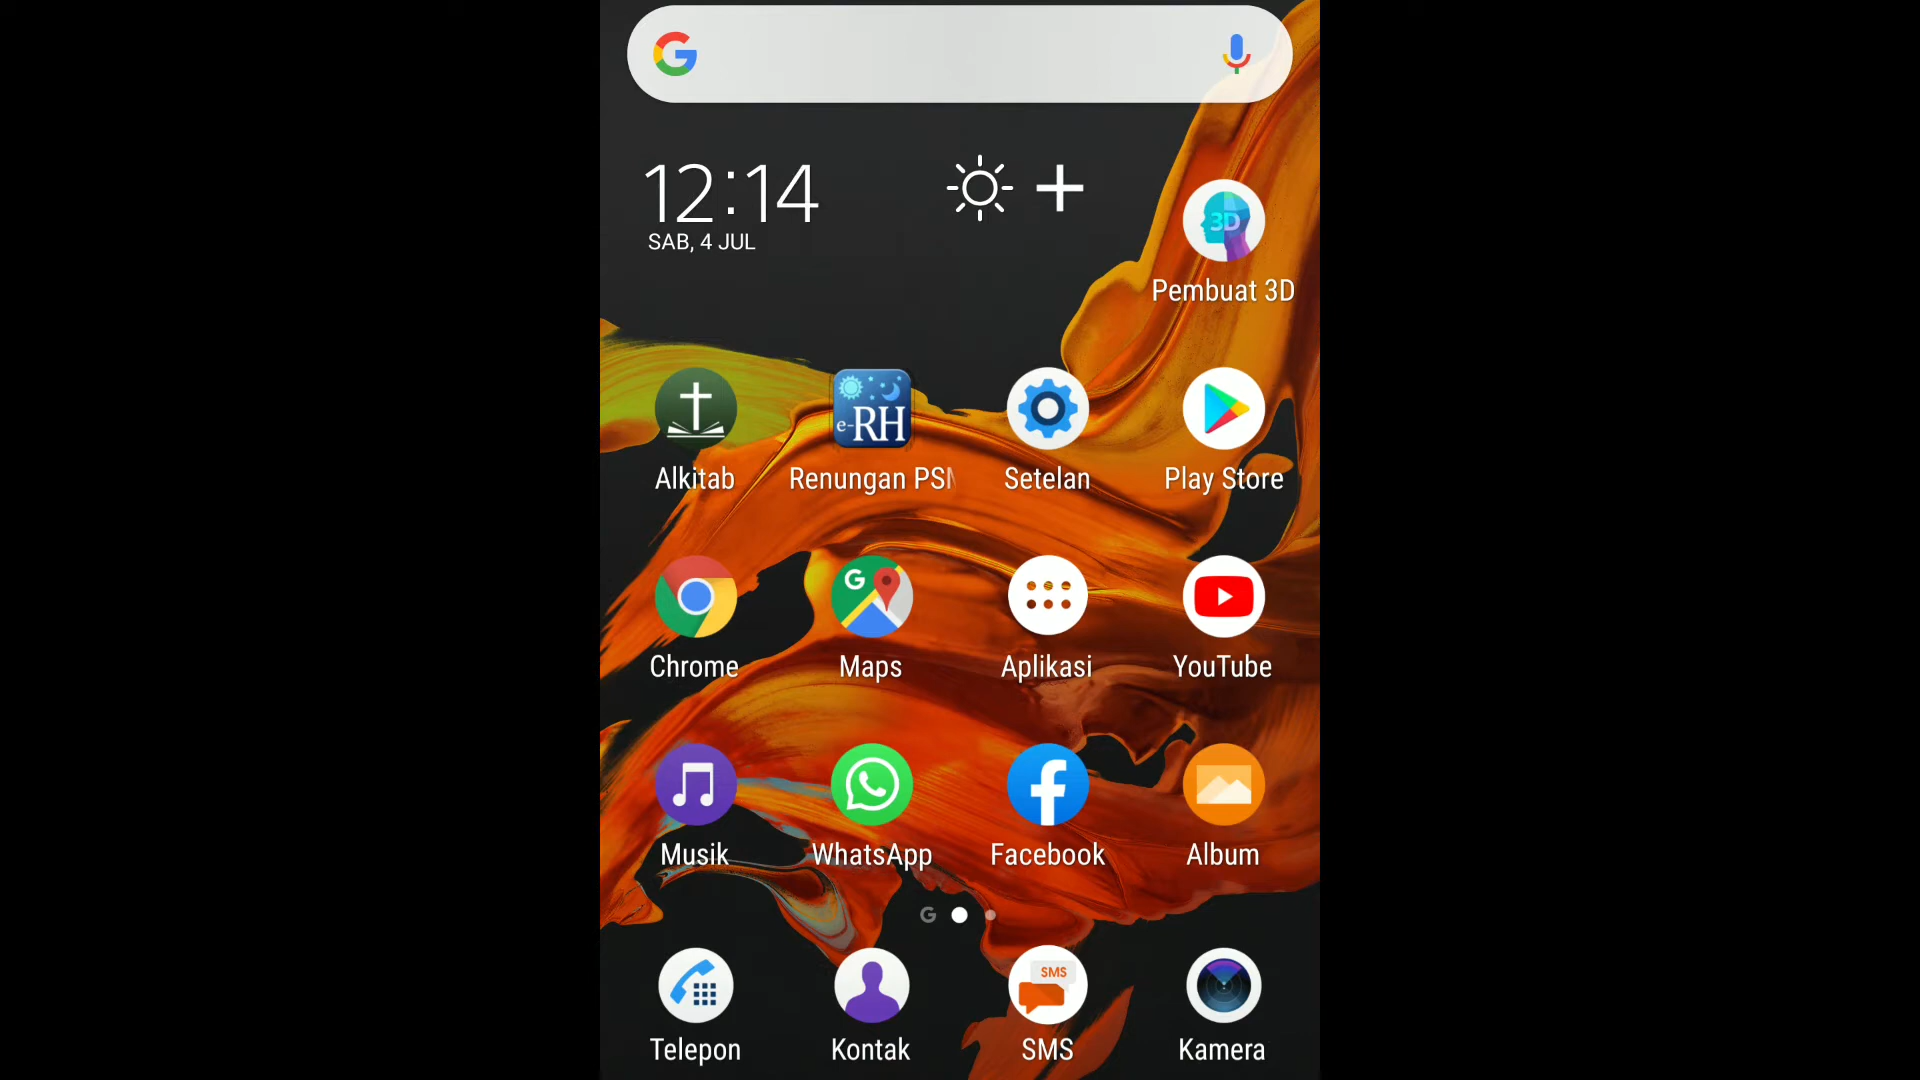 12:14
SAB, 4 JUL
3D
Pembuat 3D
e-RH
Alkitab
Renungan PSM
Setelan
Play Store
G
Chrome
Maps
Aplikasi
YouTube
Musik
WhatsApp
Facebook
Album
G
SMS
Telepon
Kontak
SMS
Kamera